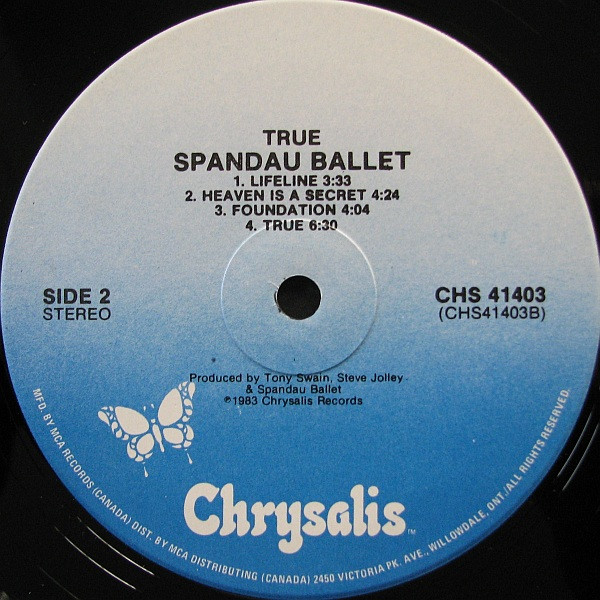 TRUE
SPANDAU BALLET
1. LIFELINE 3:33
2. HEAVEN IS A SECRET 4:24
3. FOUNDATION 4:04
4. TRUE 6:30
SIDE 2
STEREO
CHS 41403
(CHS41403B)
Produced by Tony Swain, Steve Jolley
& Spandau Ballet
℗1983 Chrysalis Records
Chrysalis™
MFD. BY MCA RECORDS (CANADA) DIST. BY MCA DISTRIBUTING (CANADA) 2450 VICTORIA PK. AVE., WILLOWDALE, ONT./ALL RIGHTS RESERVED.